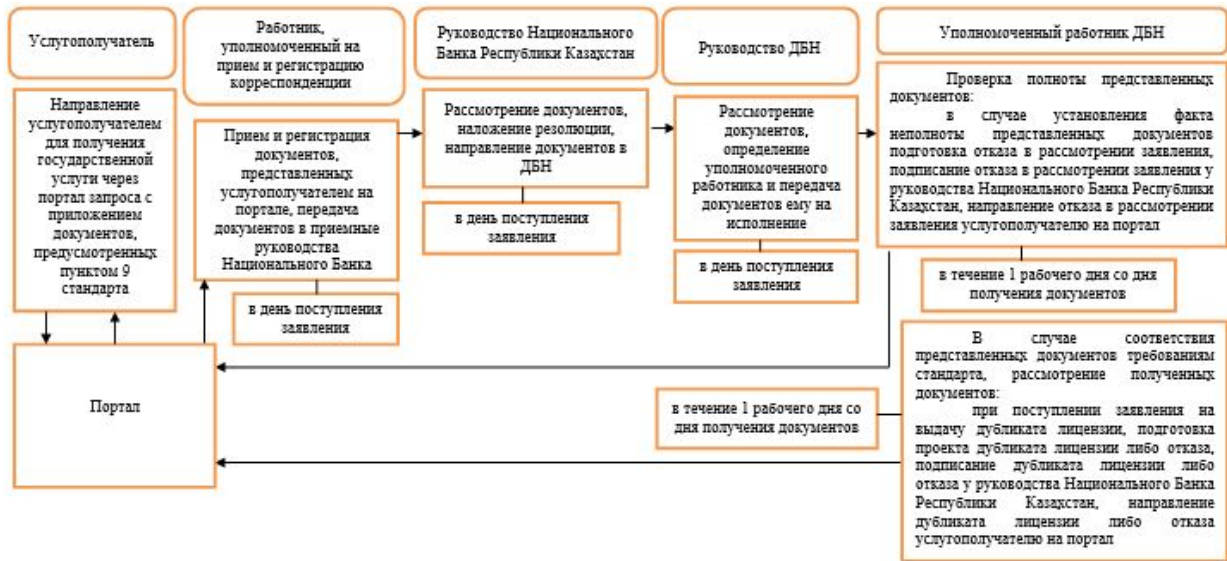 Услугополучатель
Работник,
уполномоченный на
прием и регистрацию
корреспонденции
Руководство Национального
Банка Республики Казахстан
Руководство ДБН
Уполномоченный работник ДБН
Направление
услугополучателем
для получения
государственной
услуги через
портал запроса с
приложением
документов,
предусмотренных
пунктом 9
стандарта
Прием и регистрация
документов,
представленных
услугополучателем на
портале, передача
документов в приемные
руководства
Национального Банка
в день поступления
заявления
Рассмотрение документов,
наложение резолюции,
направление документов в
ДБН
в день поступления
заявления
Рассмотрение
документов,
определение
уполномоченного
работника и передача
документов ему на
исполнение
в день поступления
заявления
Проверка полноты представленных
документов:
в случае установления факта
неполноты представленных документов
подготовка отказа в рассмотрении заявления,
подписание отказа в рассмотрении заявления у
руководства Национального Банка Республики
Казахстан, направление отказа в рассмотрении
заявления услугополучателю на портал
в течение 1 рабочего дня со дня
получения документов
Портал
в течение 1 рабочего дня со
дня получения документов
В случае соответствия
представленных документов требованиям
стандарта, рассмотрение полученных
документов:
при поступлении заявления на
выдачу дубликата лицензии, подготовка
проекта дубликата лицензии либо отказа,
подписание дубликата лицензии либо
отказа у руководства Национального Банка
Республики Казахстан, направление
дубликата лицензии либо отказа
услугополучателю на портал